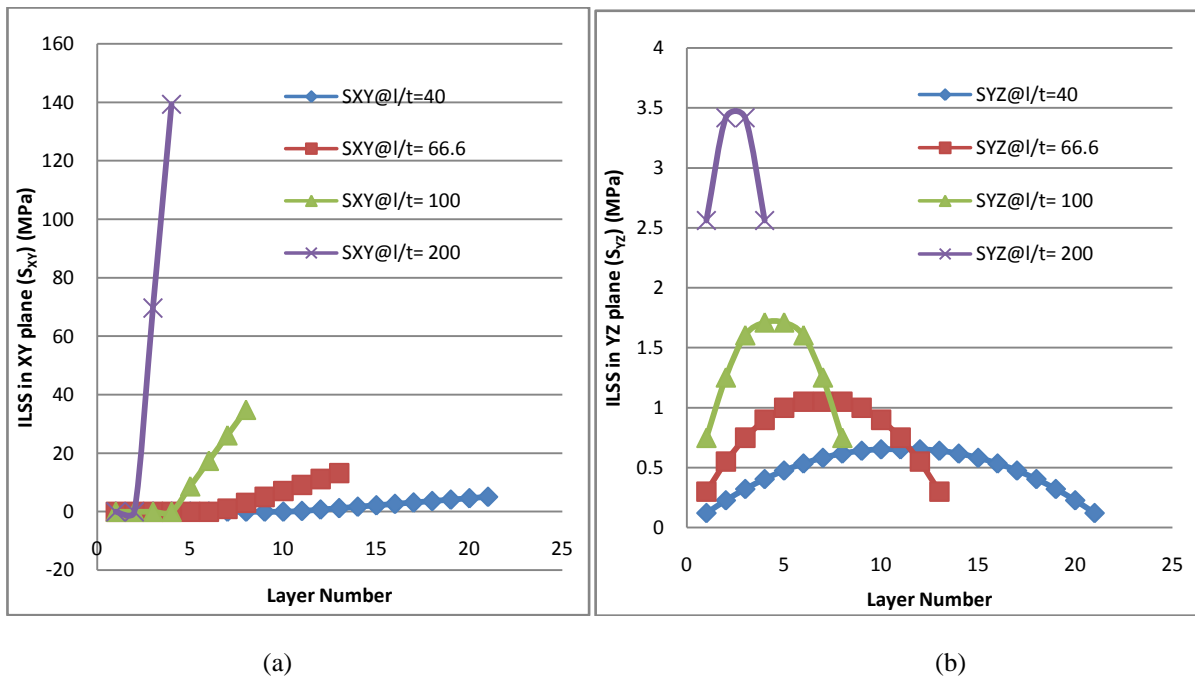 160
140
120
100
80
60
40
20
0
-20
0 5 10 15 20 25
ILSS in XY plane (SXY) (MPa)
Layer Number
SXY@l/t=40
SXY@l/t= 66.6
SXY@l/t= 100
SXY@l/t= 200
(a)
4
3.5
3
2.5
2
1.5
1
0.5
0
0 5 10 15 20 25
ILSS in YZ plane (SYZ) (MPa)
Layer Number
SYZ@l/t=40
SYZ@l/t= 66.6
SYZ@l/t= 100
SYZ@l/t= 200
(b)